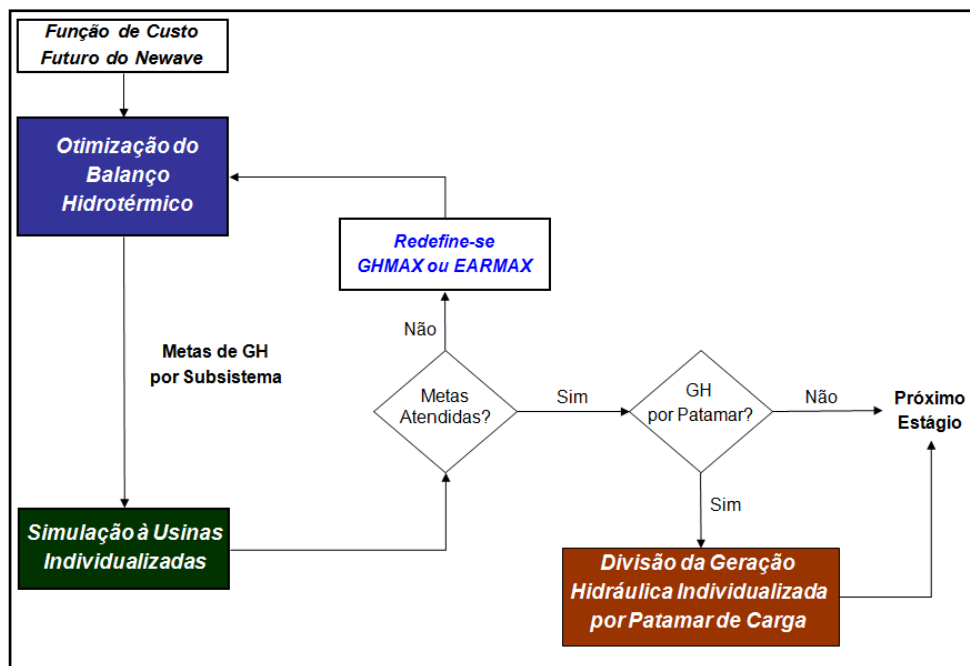 Função de Custo
Futuro do Newave
Otimização do
Balanço
Hidrotérmico
Redefine-se
GHMAX ou EARMAX
Não
Metas de GH
por Subsistema
Metas
Atendidas?
Sim
GH
por Patamar?
Não
Próximo
Estágio
Sim
Simulação à Usinas
Individualizadas
Divisão da Geração
Hidráulica Individualizada
por Patamar de Carga